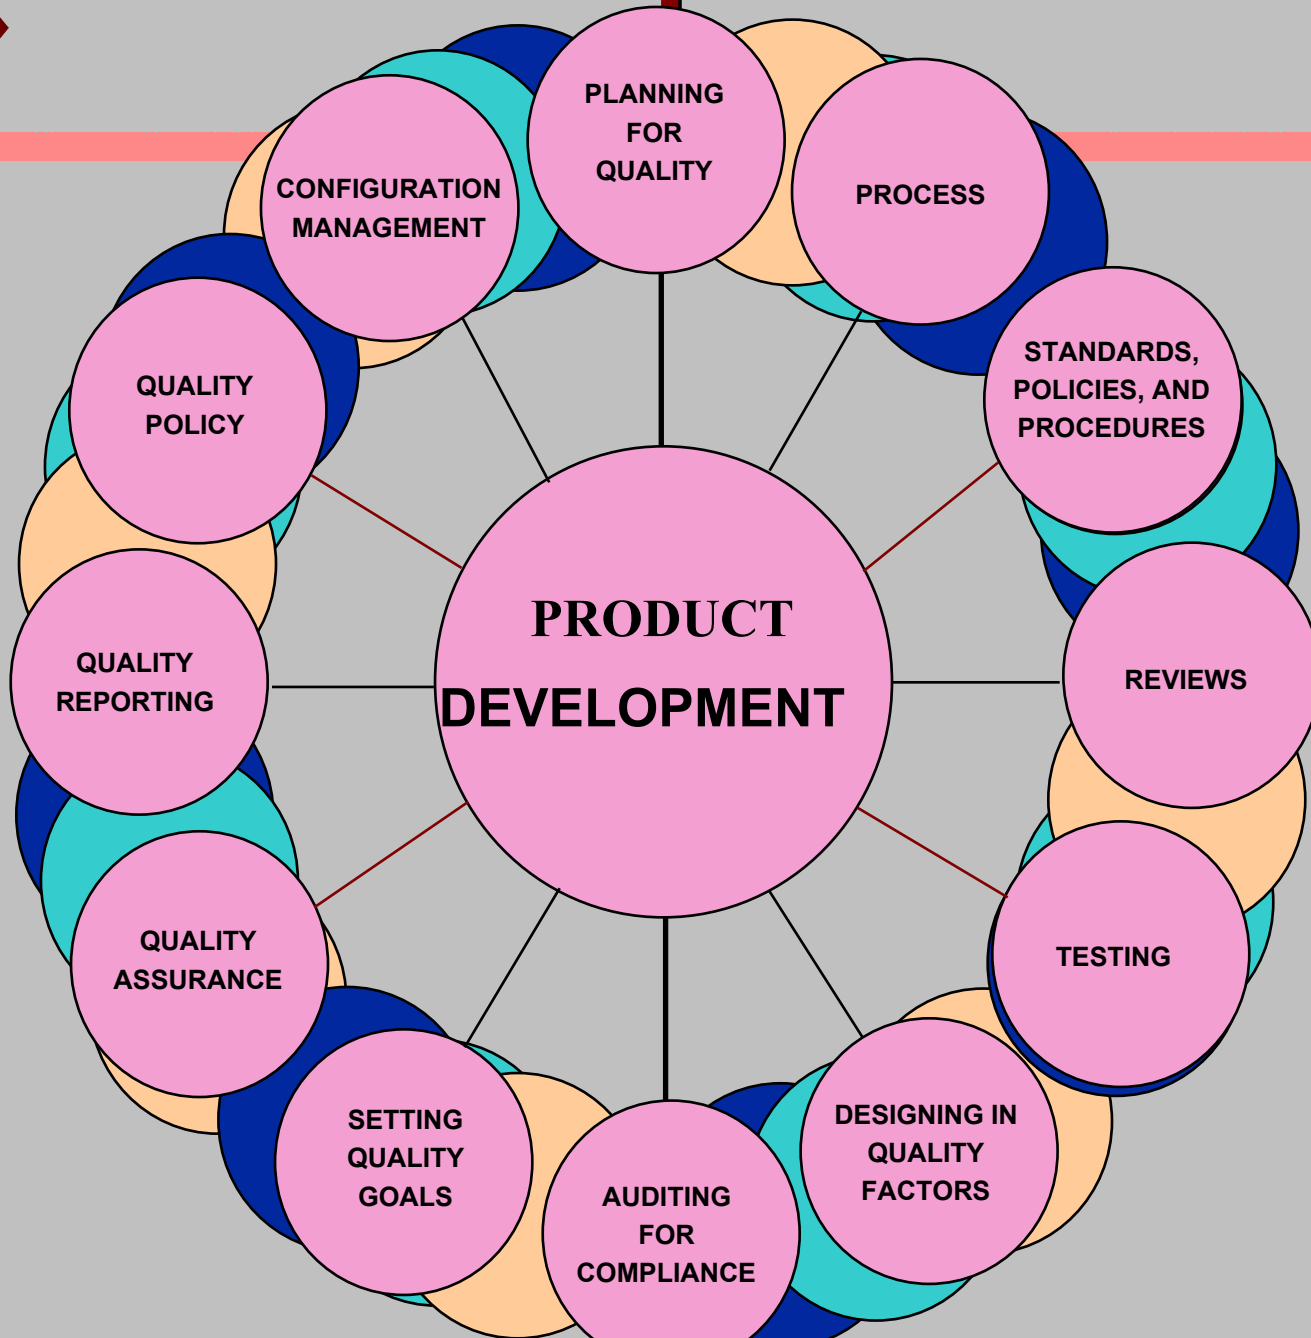 PLANNING
FOR
QUALITY
PROCESS
STANDARDS,
POLICIES, AND
PROCEDURES
REVIEWS
TESTING
DESIGNING IN
QUALITY
FACTORS
AUDITING
FOR
COMPLIANCE
SETTING
QUALITY
GOALS
QUALITY
ASSURANCE
QUALITY
REPORTING
QUALITY
POLICY
CONFIGURATION
MANAGEMENT
PRODUCT
DEVELOPMENT